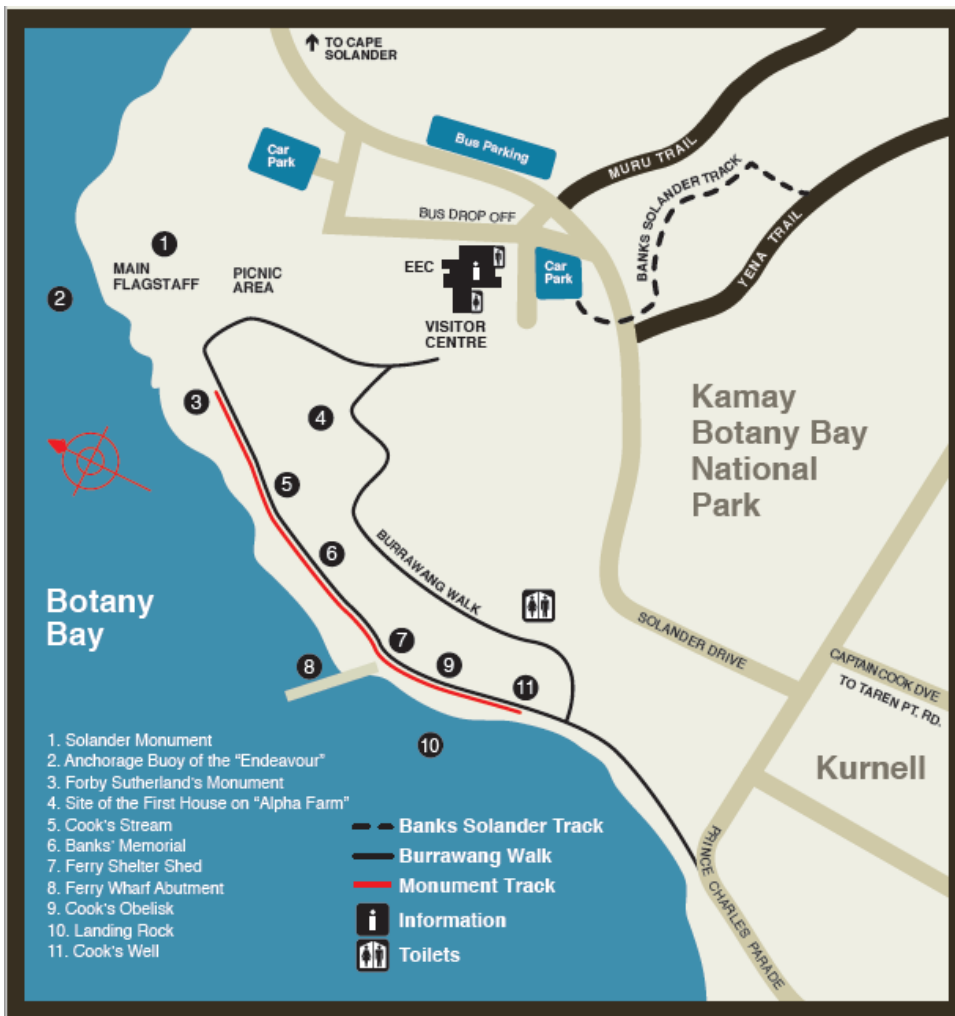 TO CAPE
SOLANDER
Bus Parking
Car
Park
MURU TRAIL
BANKS SOLANDER TRACK
YENA TRAIL
BUS DROP OFF
1
MAIN
FLAGSTAFF
PICNIC
AREA
EEC
i
Car
Park
2
VISITOR
CENTRE
3
4
Kamay
Botany Bay
National
Park
5
6
BURRAWANG WALK
Botany
Bay
7
8
9
11
10
SOLANDER DRIVE
CAPTAIN COOK DVE
TO TAREN PT. RD.
Kurnell
PRINCE CHARLES PARADE
1. Solander Monument
2. Anchorage Buoy of the “Endeavour”
3. Forby Sutherland's Monument
4. Site of the First House on “Alpha Farm”
5. Cook's Stream
6. Banks' Memorial
7. Ferry Shelter Shed
8. Ferry Wharf Abutment
9. Cook's Obelisk
10. Landing Rock
11. Cook's Well
Banks Solander Track
Burrawang Walk
Monument Track
i Information
Toilets